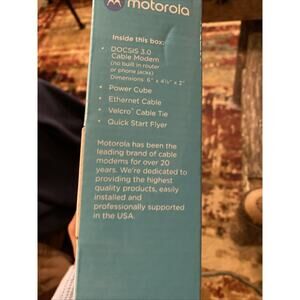 motorola
Inside this box:
• DOCSIS 3.0
Cable Modem
(no built in router
or phone jacks)
Dimensions: 6" x 4¼" x 2"
• Power Cube
• Ethernet Cable
• Velcro™ Cable Tie
• Quick Start Flyer
Motorola has been the
leading brand of cable
modems for over 20
years. We're dedicated to
providing the highest
quality products, easily
installed and
professionally supported
in the USA.